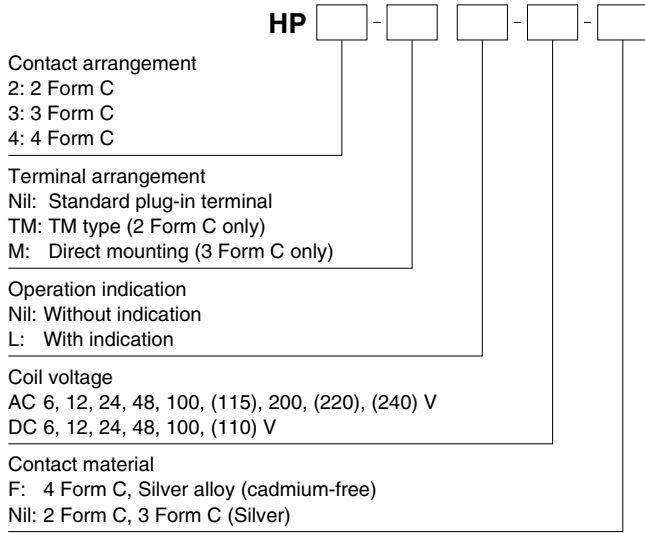 HP - - -
Contact arrangement
2: 2 Form C
3: 3 Form C
4: 4 Form C
Terminal arrangement
Nil: Standard plug-in terminal
TM: TM type (2 Form C only)
M: Direct mounting (3 Form C only)
Operation indication
Nil: Without indication
L: With indication
Coil voltage
AC 6, 12, 24, 48, 100, (115), 200, (220), (240) V
DC 6, 12, 24, 48, 100, (110) V
Contact material
F: 4 Form C, Silver alloy (cadmium-free)
Nil: 2 Form C, 3 Form C (Silver)